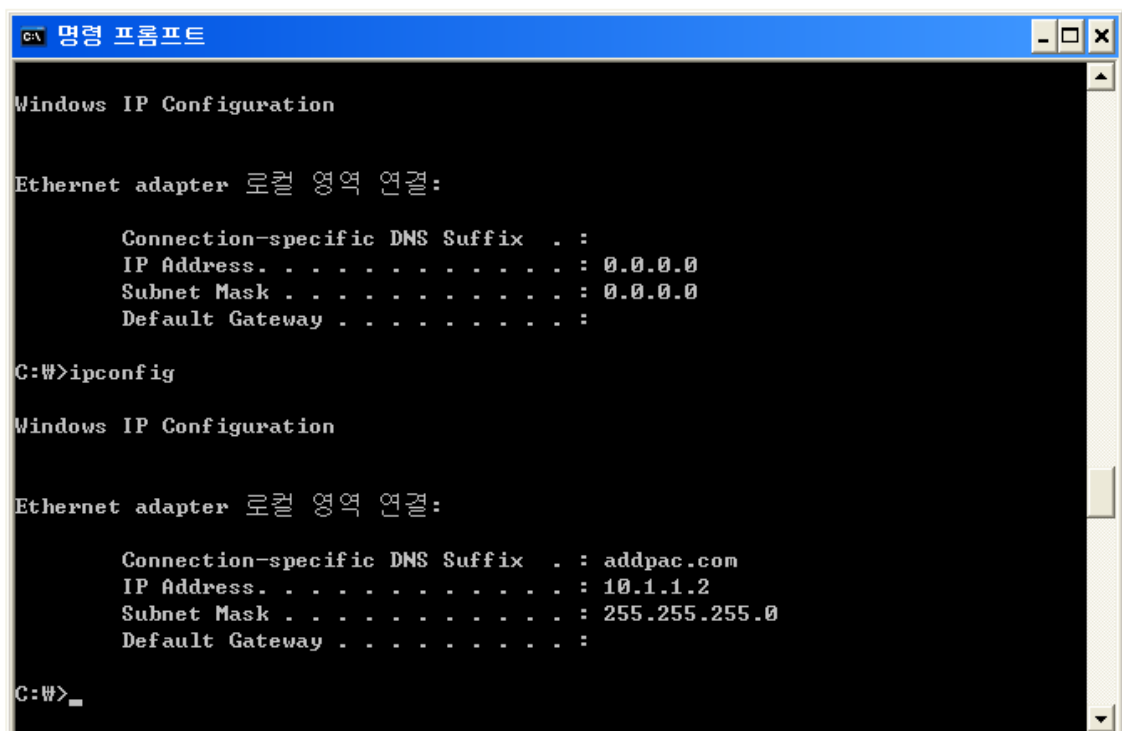 명령 프롬프트
Windows IP Configuration
Ethernet adapter 로컬 영역 연결:
Connection-specific DNS Suffix  . :
IP Address. . . . . . . . . . . . : 0.0.0.0
Subnet Mask . . . . . . . . . . . : 0.0.0.0
Default Gateway . . . . . . . . . :
C:₩>ipconfig
Windows IP Configuration
Ethernet adapter 로컬 영역 연결:
Connection-specific DNS Suffix  . : addpac.com
IP Address. . . . . . . . . . . . : 10.1.1.2
Subnet Mask . . . . . . . . . . . : 255.255.255.0
Default Gateway . . . . . . . . . :
C:₩>_